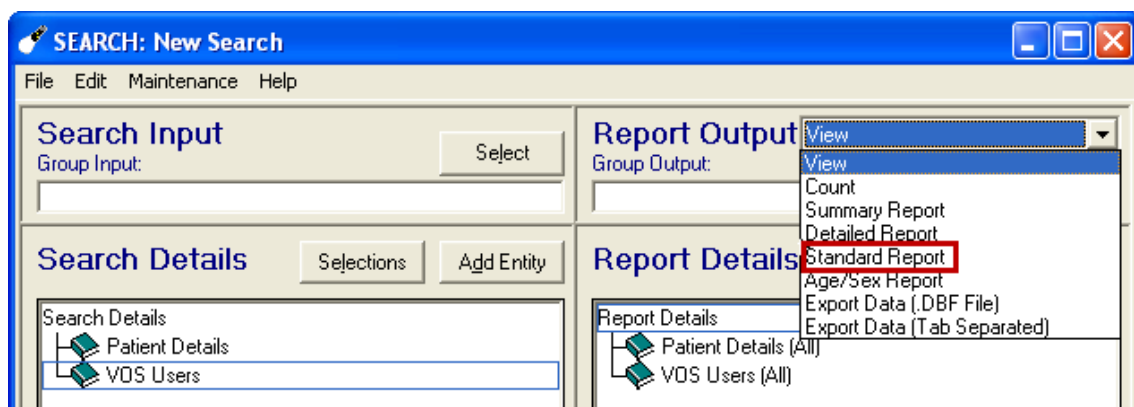 SEARCH: New Search
File Edit Maintenance Help
Search Input
Group Input:
Select
Report Output
Group Output:
View
View
Count
Summary Report
Detailed Report
Standard Report
Age/Sex Report
Export Data (.DBF File)
Export Data (Tab Separated)
Search Details
Selections
Add Entity
Search Details
Patient Details
VOS Users
Report Details
Report Details
Patient Details (All)
VOS Users (All)